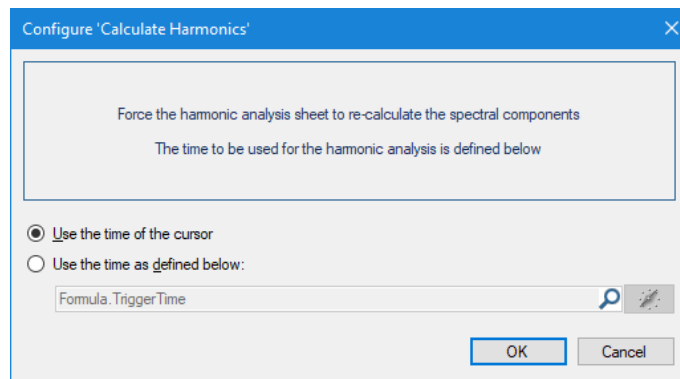 Configure 'Calculate Harmonics'
Force the harmonic analysis sheet to re-calculate the spectral components
The time to be used for the harmonic analysis is defined below
Use the time of the cursor
Use the time as defined below:
Formula.TriggerTime
OK Cancel